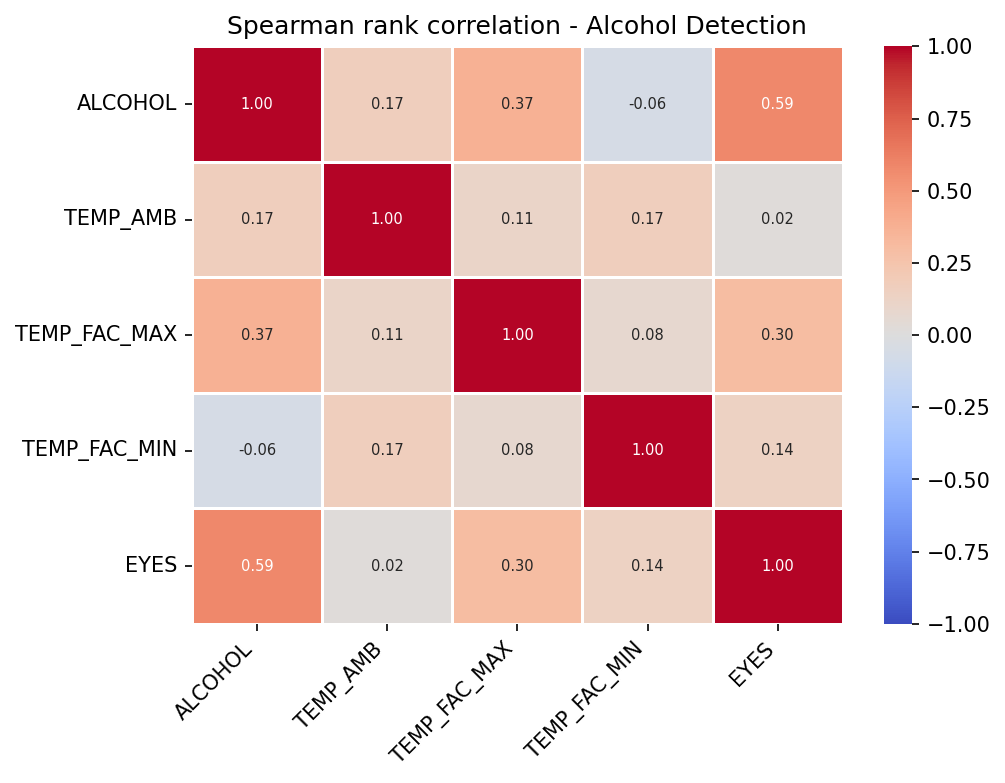 Spearman rank correlation - Alcohol Detection
ALCOHOL 1.00 0.17 0.37 -0.06 0.59
TEMP_AMB 0.17 1.00 0.11 0.17 0.02
TEMP_FAC_MAX 0.37 0.11 1.00 0.08 0.30
TEMP_FAC_MIN -0.06 0.17 0.08 1.00 0.14
EYES 0.59 0.02 0.30 0.14 1.00
ALCOHOL TEMP_AMB TEMP_FAC_MAX TEMP_FAC_MIN EYES
1.00
0.75
0.50
0.25
0.00
−0.25
−0.50
−0.75
−1.00